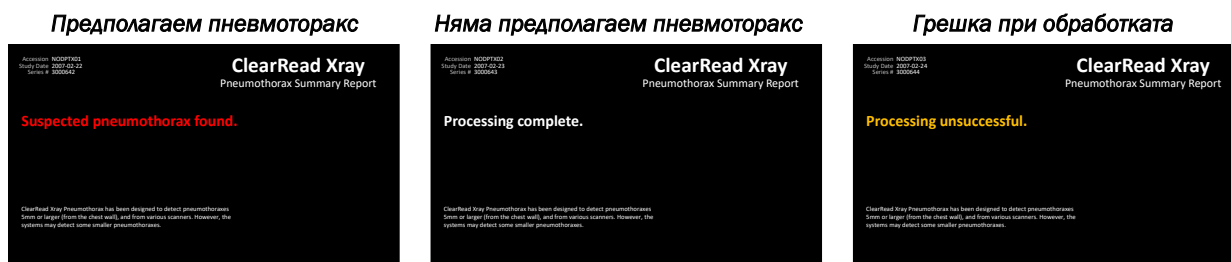 Предполагаем пневмоторакс
Accession NODPTX01
Study Date 2007-02-22
Series # 3000642
ClearRead Xray
Pneumothorax Summary Report
Suspected pneumothorax found.
ClearRead Xray Pneumothorax has been designed to detect pneumothoraxes
5mm or larger (from the chest wall), and from various scanners. However, the
systems may detect some smaller pneumothoraxes.
Няма предполагаем пневмоторакс
Accession NODPTX02
Study Date 2007-02-23
Series # 3000643
ClearRead Xray
Pneumothorax Summary Report
Processing complete.
ClearRead Xray Pneumothorax has been designed to detect pneumothoraxes
5mm or larger (from the chest wall), and from various scanners. However, the
systems may detect some smaller pneumothoraxes.
Грешка при обработката
Accession NODPTX03
Study Date 2007-02-24
Series # 3000644
ClearRead Xray
Pneumothorax Summary Report
Processing unsuccessful.
ClearRead Xray Pneumothorax has been designed to detect pneumothoraxes
5mm or larger (from the chest wall), and from various scanners. However, the
systems may detect some smaller pneumothoraxes.